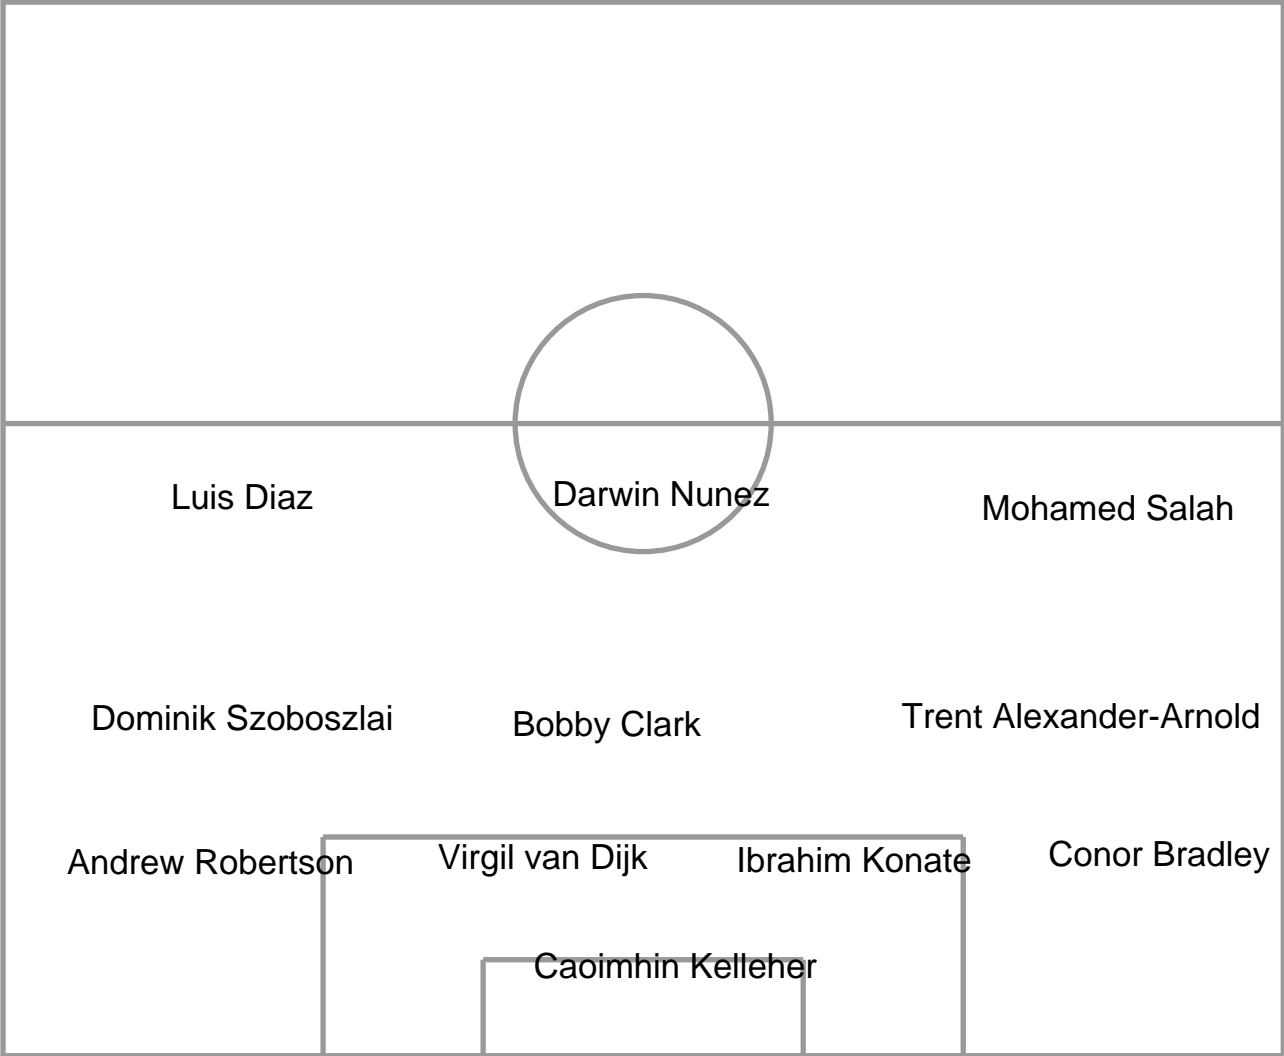 Luis Diaz
Darwin Nunez
Mohamed Salah
Dominik Szoboszlai
Bobby Clark
Trent Alexander-Arnold
Andrew Robertson
Virgil van Dijk
Ibrahim Konate
Conor Bradley
Caoimhin Kelleher